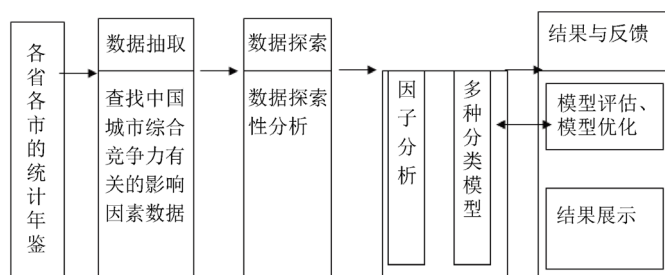 各省各市的统计年鉴
数据抽取
查找中国
城市综合
竞争力有
关的影响
因素数据
数据探索
数据探索
性分析
因子分析
多种分类模型
结果与反馈
模型评估、
模型优化
结果展示